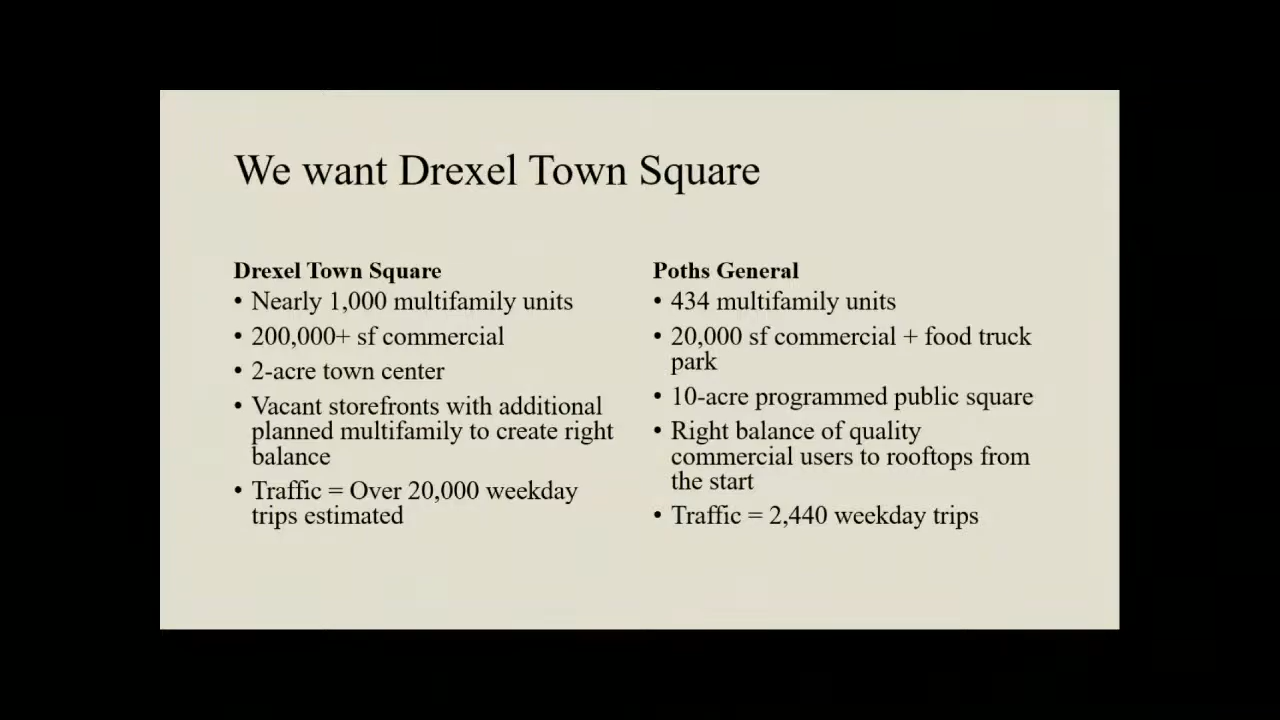 We want Drexel Town Square
Drexel Town Square
• Nearly 1,000 multifamily units
• 200,000+ sf commercial
• 2-acre town center
• Vacant storefronts with additional
planned multifamily to create right
balance
• Traffic = Over 20,000 weekday
trips estimated
Poths General
• 434 multifamily units
• 20,000 sf commercial + food truck
park
• 10-acre programmed public square
• Right balance of quality
commercial users to rooftops from
the start
• Traffic = 2,440 weekday trips